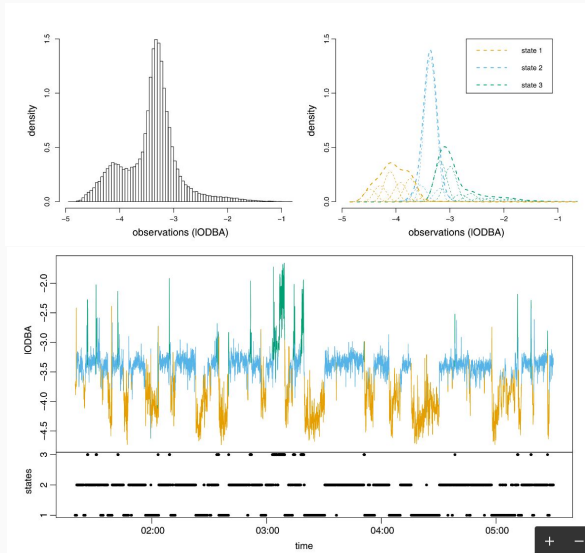 1.5
1.0
0.5
0.0
density
-5 -4 -3 -2 -1
observations (lODBA)
1.5
1.0
0.5
0.0
density
state 1
state 2
state 3
-5 -4 -3 -2 -1
observations (lODBA)
-2.0
-2.5
-3.0
-3.5
-4.0
-4.5
lODBA
3
2
1
states
02:00 03:00 04:00 05:00
time